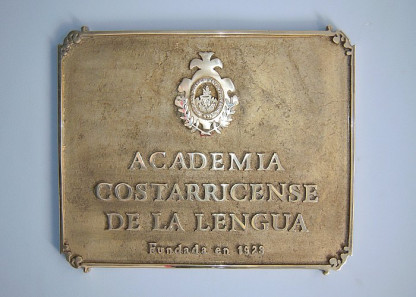 ACADEMIA
COSTARRICENSE
DE LA LENGUA
Fundada en 1923